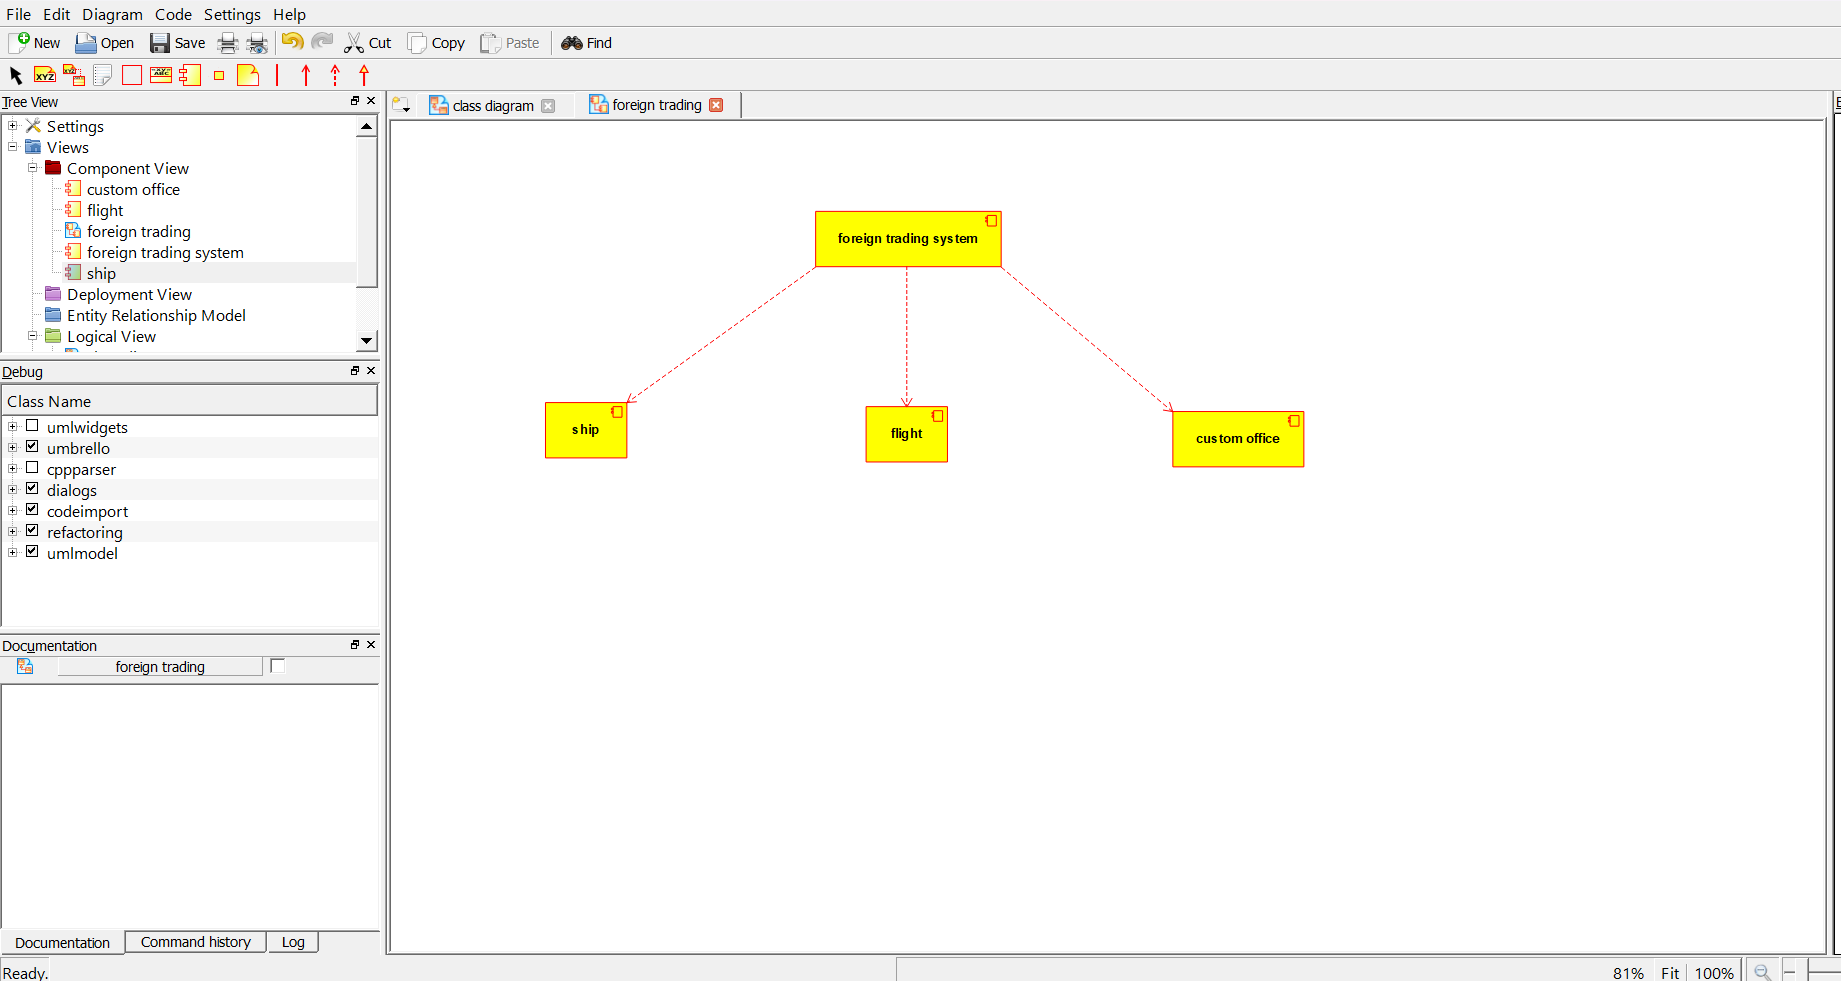 File Edit Diagram Code Settings Help
New Open Save Cut Copy Paste Find
XYZ XYZ ABC
Tree View
Settings
Views
Component View
custom office
flight
foreign trading
foreign trading system
ship
Deployment View
Entity Relationship Model
Logical View
Debug
Class Name
umlwidgets
umbrello
cppparser
dialogs
codeimport
refactoring
umlmodel
Documentation
foreign trading
Documentation Command history Log
Ready.
class diagram foreign trading
foreign trading system
ship
flight
custom office
81% Fit 100%